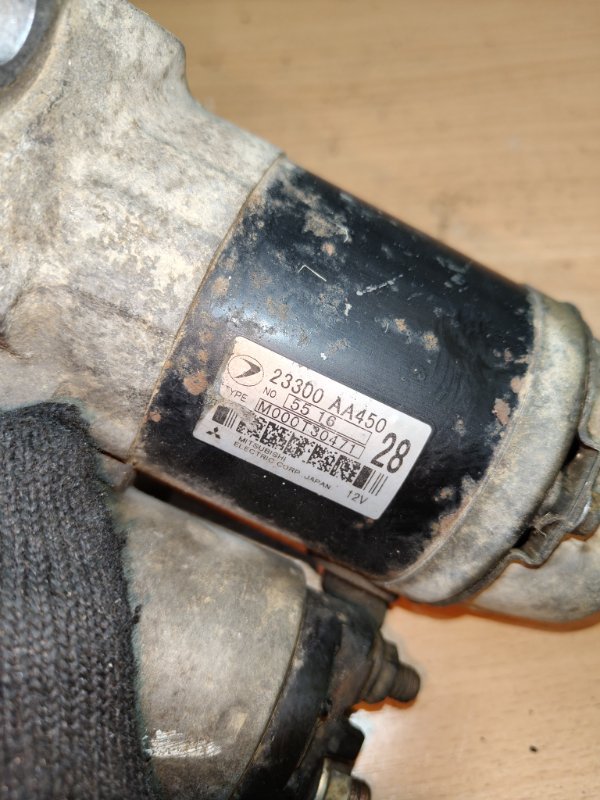 23300 AA450
NO 55 16
TYPE M000T30471
28
MITSUBISHI
ELECTRIC CORP. JAPAN 12V